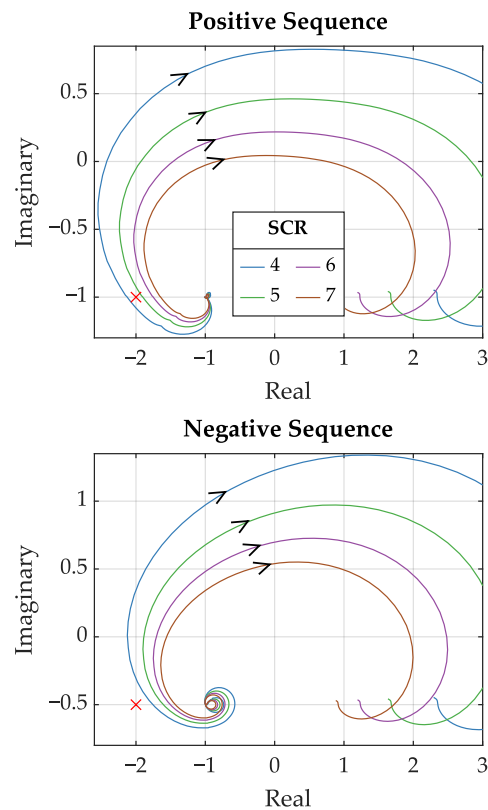 Positive Sequence
0.5
0
−0.5
−1
Imaginary
SCR
4 6
5 7
−2 −1 0 1 2 3
Real
Negative Sequence
1
0.5
0
−0.5
Imaginary
−2 −1 0 1 2 3
Real